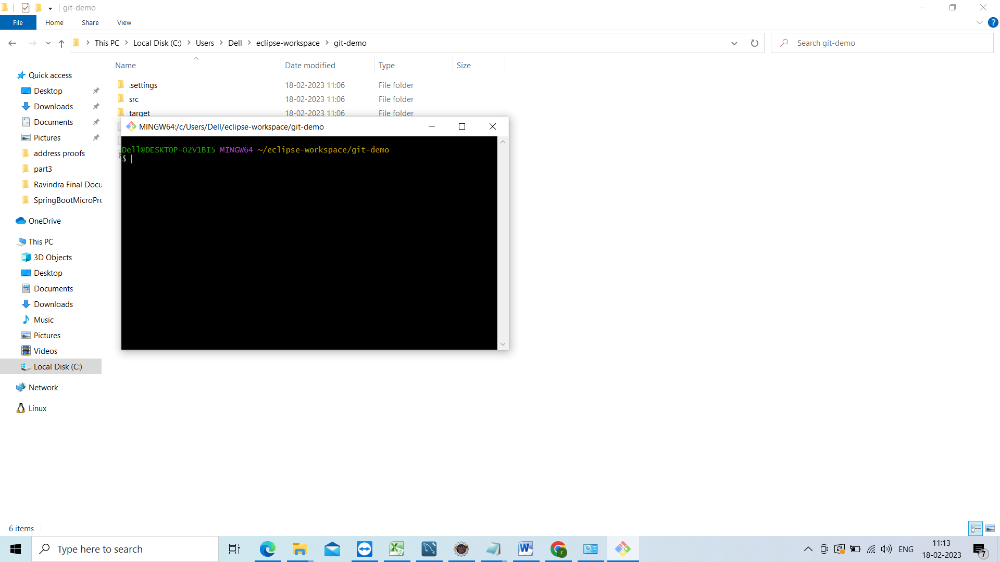 git-demo
File Home Share View
This PC Local Disk (C:) Users Dell eclipse-workspace git-demo
Search git-demo
Name Date modified Type Size
Quick access
Desktop
Downloads
Documents
Pictures
address proofs
part3
Ravindra Final Docu
SpringBootMicroPro
OneDrive
This PC
3D Objects
Desktop
Documents
Downloads
Music
Pictures
Videos
Local Disk (C:)
Network
Linux
.settings 18-02-2023 11:06 File folder
src 18-02-2023 11:06 File folder
target 18-02-2023 11:06 File folder
MINGW64:/c/Users/Dell/eclipse-workspace/git-demo
Dell@DESKTOP-O2V1BI5 MINGW64 ~/eclipse-workspace/git-demo
$
6 items
Type here to search
ENG
11:13
18-02-2023
7